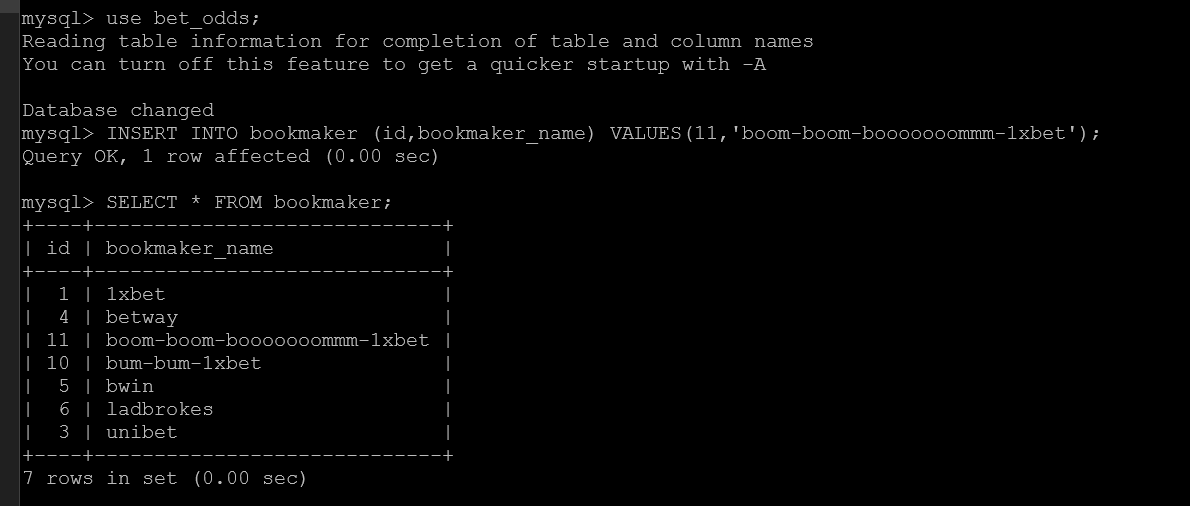 mysql> use bet_odds;
Reading table information for completion of table and column names
You can turn off this feature to get a quicker startup with -A
Database changed
mysql> INSERT INTO bookmaker (id,bookmaker_name) VALUES(11,'boom-boom-booooooommm-1xbet');
Query OK, 1 row affected (0.00 sec)
mysql> SELECT * FROM bookmaker;
+----+-----------------------------+
| id | bookmaker_name              |
+----+-----------------------------+
|  1 | 1xbet                       |
|  4 | betway                      |
| 11 | boom-boom-booooooommm-1xbet |
| 10 | bum-bum-1xbet               |
|  5 | bwin                        |
|  6 | ladbrokes                   |
|  3 | unibet                      |
+----+-----------------------------+
7 rows in set (0.00 sec)